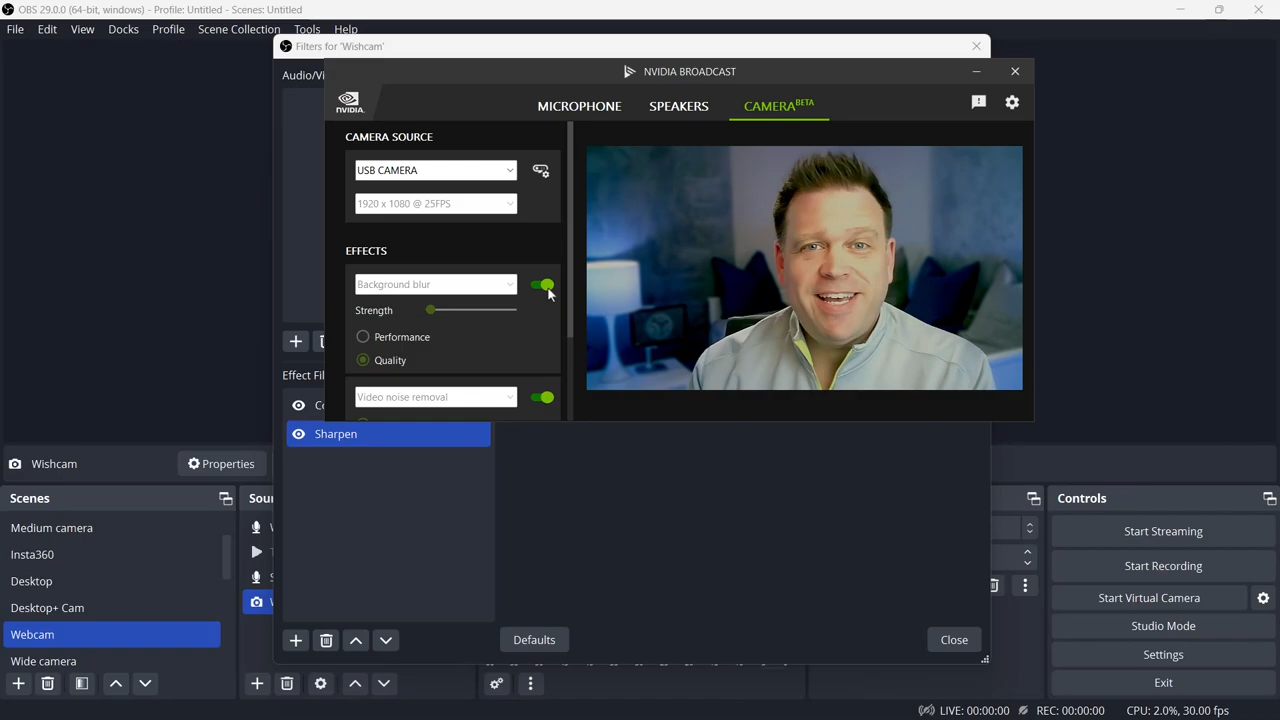 OBS 29.0.0 (64-bit, windows) - Profile: Untitled - Scenes: Untitled
File Edit View Docks Profile Scene Collection Tools Help
Filters for 'Wishcam'
Audio/Vi
NVIDIA BROADCAST
NVIDIA.
MICROPHONE SPEAKERS CAMERA BETA
CAMERA SOURCE
USB CAMERA
1920 x 1080 @ 25FPS
EFFECTS
Background blur
Strength
Performance
Quality
Effect Fil
Video noise removal
Sharpen
Wishcam
Properties
Scenes
Sour
Controls
Medium camera
Insta360
Desktop
Desktop+ Cam
Webcam
Wide camera
Start Streaming
Start Recording
Start Virtual Camera
Studio Mode
Settings
Exit
Defaults
Close
LIVE: 00:00:00 REC: 00:00:00 CPU: 2.0%, 30.00 fps